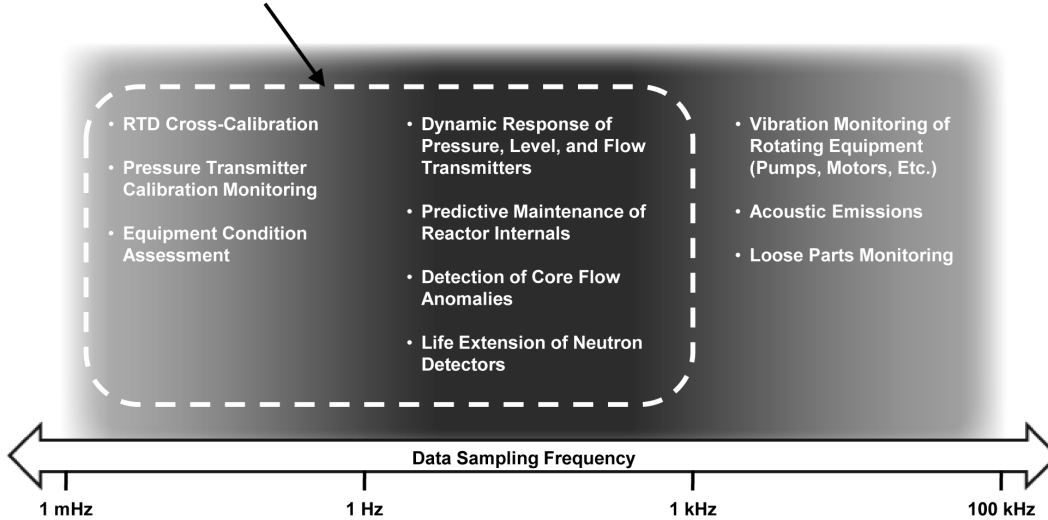 • RTD Cross-Calibration
• Pressure Transmitter
Calibration Monitoring
• Equipment Condition
Assessment
• Dynamic Response of
Pressure, Level, and Flow
Transmitters
• Predictive Maintenance of
Reactor Internals
• Detection of Core Flow
Anomalies
• Life Extension of Neutron
Detectors
• Vibration Monitoring of
Rotating Equipment
(Pumps, Motors, Etc.)
• Acoustic Emissions
• Loose Parts Monitoring
Data Sampling Frequency
1 mHz
1 Hz
1 kHz
100 kHz